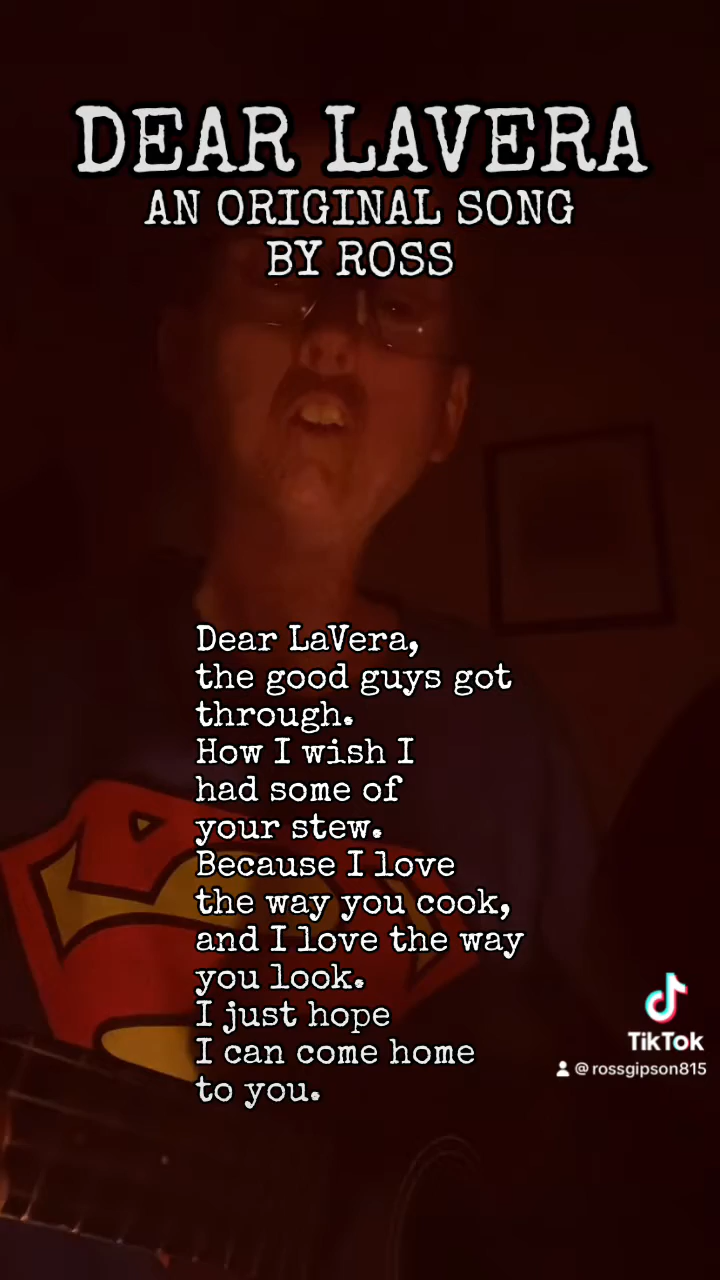 DEAR LAVERA
AN ORIGINAL SONG
BY ROSS
Dear LaVera,
the good guys got
through.
How I wish I
had some of
your stew.
Because I love
the way you cook,
and I love the way
you look.
I just hope
I can come home
to you.
TikTok
@rossgipson815